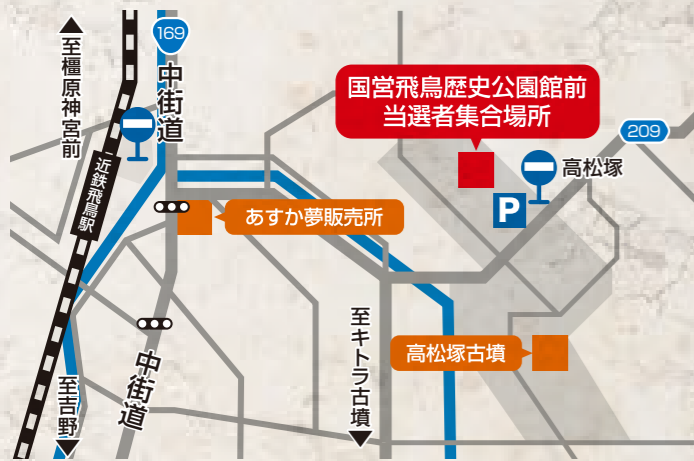 169
至橿原神宮前
中街道
国営飛鳥歴史公園館前
当選者集合場所
209
高松塚
P
近鉄飛鳥駅
あすか夢販売所
至キトラ古墳
高松塚古墳
中街道
至吉野